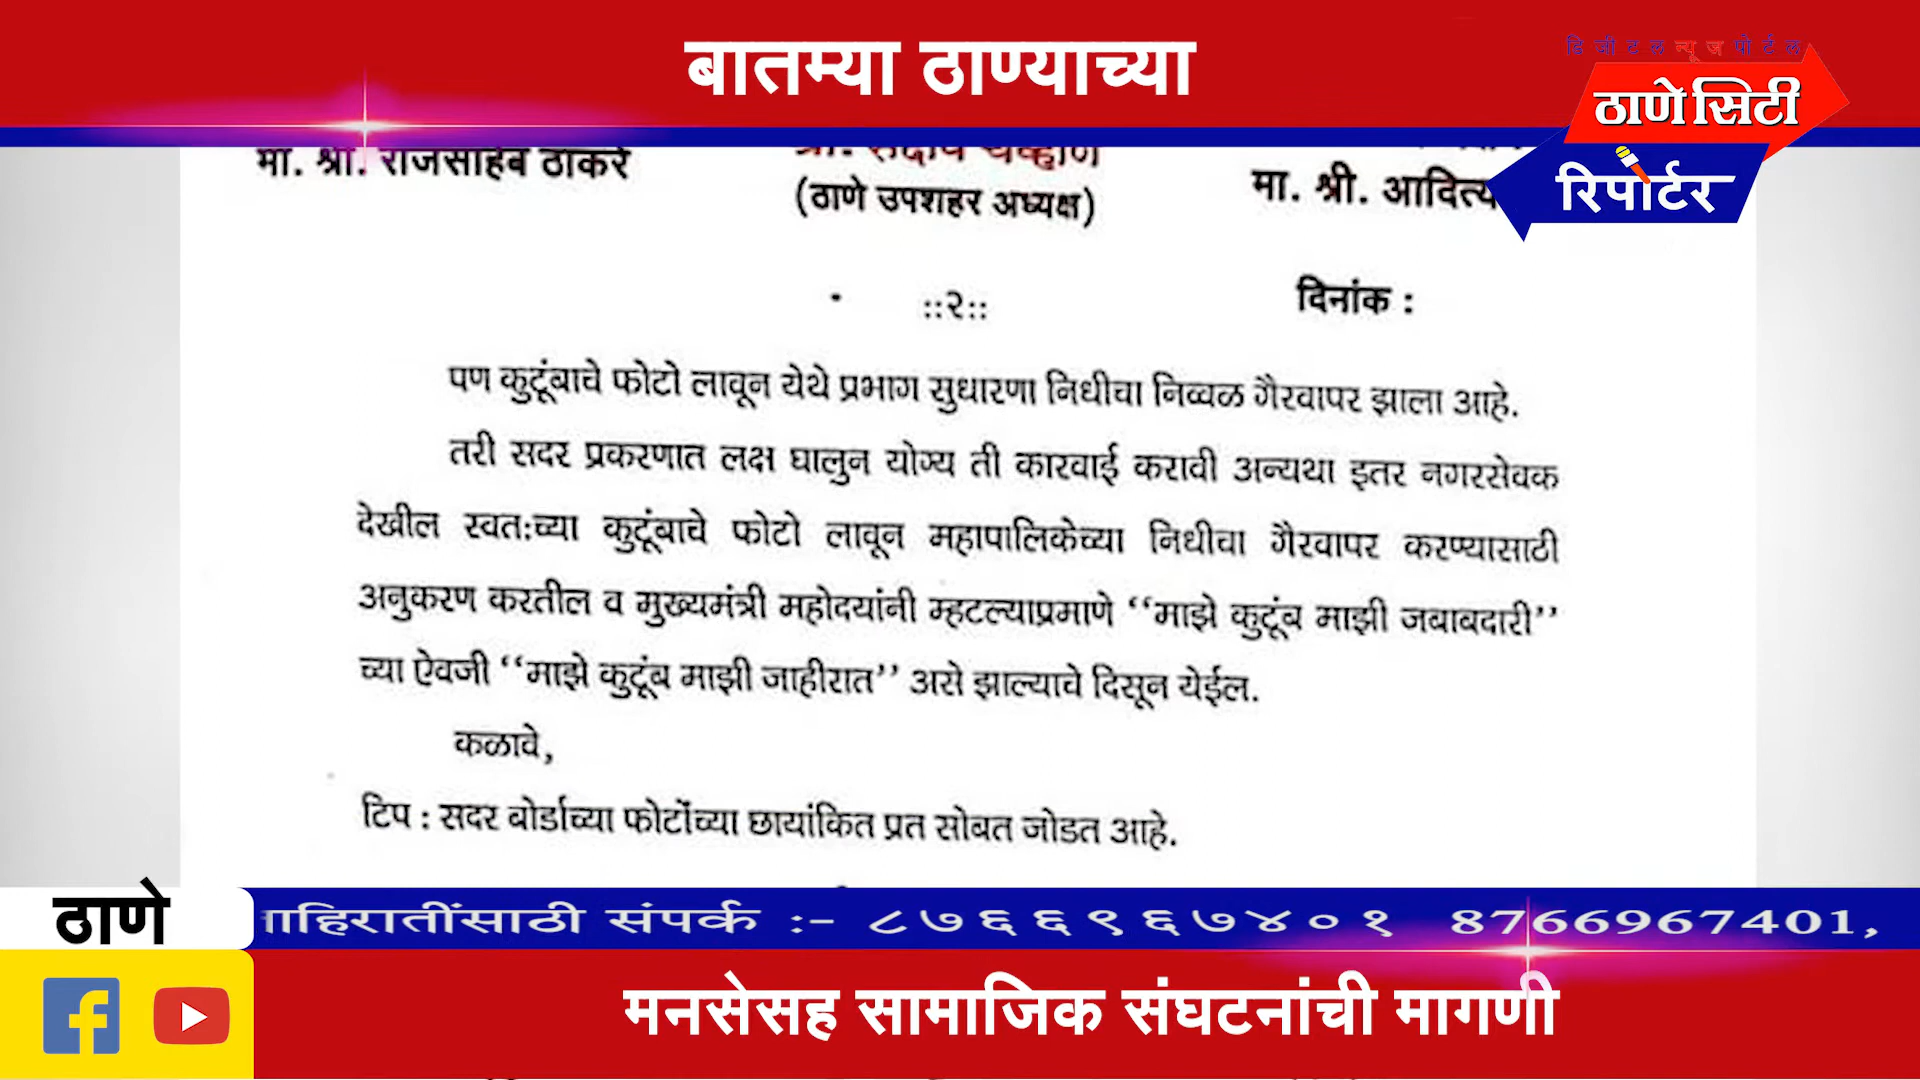 बातम्या ठाण्याच्या
डिजीटल न्यूज पोर्टल
ठाणे सिटी
रिपोर्टर
मा. श्री. राजसाहेब ठाकरे
श्री. चव्हाण
(ठाणे उपशहर अध्यक्ष)
मा. श्री. आदित्य
::२::
दिनांक :
पण कुटूंबाचे फोटो लावून येथे प्रभाग सुधारणा निधीचा निव्वळ गैरवापर झाला आहे.
तरी सदर प्रकरणात लक्ष घालुन योग्य ती कारवाई करावी अन्यथा इतर नगरसेवक
देखील स्वत:च्या कुटूंबाचे फोटो लावून महापालिकेच्या निधीचा गैरवापर करण्यासाठी
अनुकरण करतील व मुख्यमंत्री महोदयांनी म्हटल्याप्रमाणे ‘‘माझे कुटूंब माझी जबाबदारी’’
च्या ऐवजी ‘‘माझे कुटूंब माझी जाहीरात’’ असे झाल्याचे दिसून येईल.
कळावे,
टिप : सदर बोर्डाच्या फोटोंच्या छायांकित प्रत सोबत जोडत आहे.
ठाणे
ाहिरातींसाठी संपर्क :- ८७६६९६७४०१ 8766967401,
मनसेसह सामाजिक संघटनांची मागणी